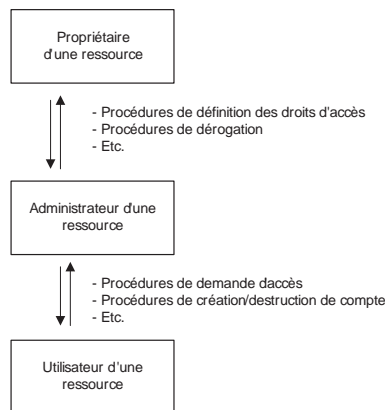 Propriétaire
d'une ressource
- Procédures de définition des droits d'accès
- Procédures de dérogation
- Etc.
Administrateur d'une
ressource
- Procédures de demande daccès
- Procédures de création/destruction de compte
- Etc.
Utilisateur d'une
ressource